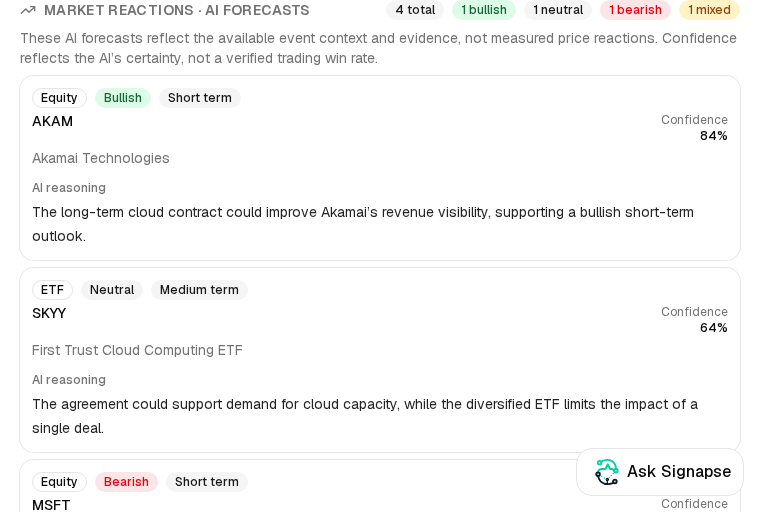 MARKET REACTIONS · AI FORECASTS
4 total 1 bullish 1 neutral 1 bearish 1 mixed
These AI forecasts reflect the available event context and evidence, not measured price reactions. Confidence
reflects the AI's certainty, not a verified trading win rate.
Equity Bullish Short term
AKAM
Confidence
84%
Akamai Technologies
AI reasoning
The long-term cloud contract could improve Akamai's revenue visibility, supporting a bullish short-term
outlook.
ETF Neutral Medium term
SKYY
Confidence
64%
First Trust Cloud Computing ETF
AI reasoning
The agreement could support demand for cloud capacity, while the diversified ETF limits the impact of a
single deal.
Equity Bearish Short term
Ask Signapse
MSFT
Confidence